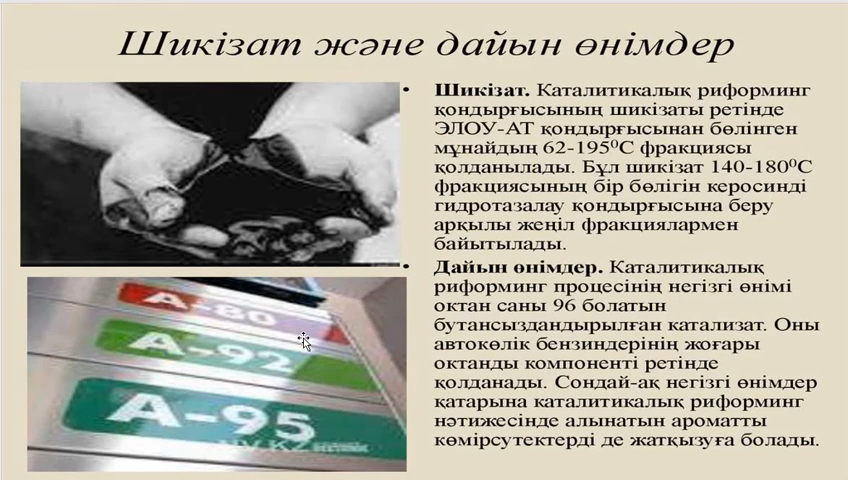 Шикізат және дайын өнімдер
• Шикізат. Каталитикалық риформинг
қондырғысының шикізаты ретінде
ЭЛОУ-АТ қондырғысынан бөлінген
мұнайдың 62-195⁰С фракциясы
қолданылады. Бұл шикізат 140-180⁰С
фракциясының бір бөлігін керосинді
гидротазалау қондырғысына беру
арқылы жеңіл фракциялармен
байытылады.
• Дайын өнімдер. Каталитикалық
риформинг процесінің негізгі өнімі
октан саны 96 болатын
бутансыздандырылған катализат. Оны
автокөлік бензиндерінің жоғары
октанды компоненті ретінде
қолданады. Сондай-ақ негізгі өнімдер
қатарына каталитикалық риформинг
нәтижесінде алынатын ароматты
көмірсутектерді де жатқызуға болады.
А-80
А-92
А-95